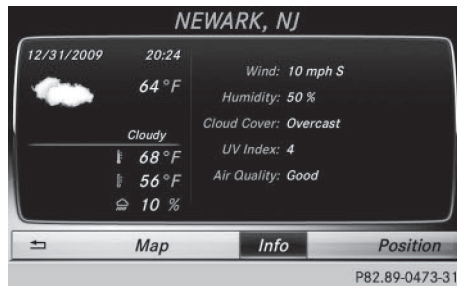 NEWARK, NJ
12/31/2009 20:24
64°F
Cloudy
68°F
56°F
10 %
Wind: 10 mph S
Humidity: 50 %
Cloud Cover: Overcast
UV Index: 4
Air Quality: Good
Map Info Position
P82.89-0473-31